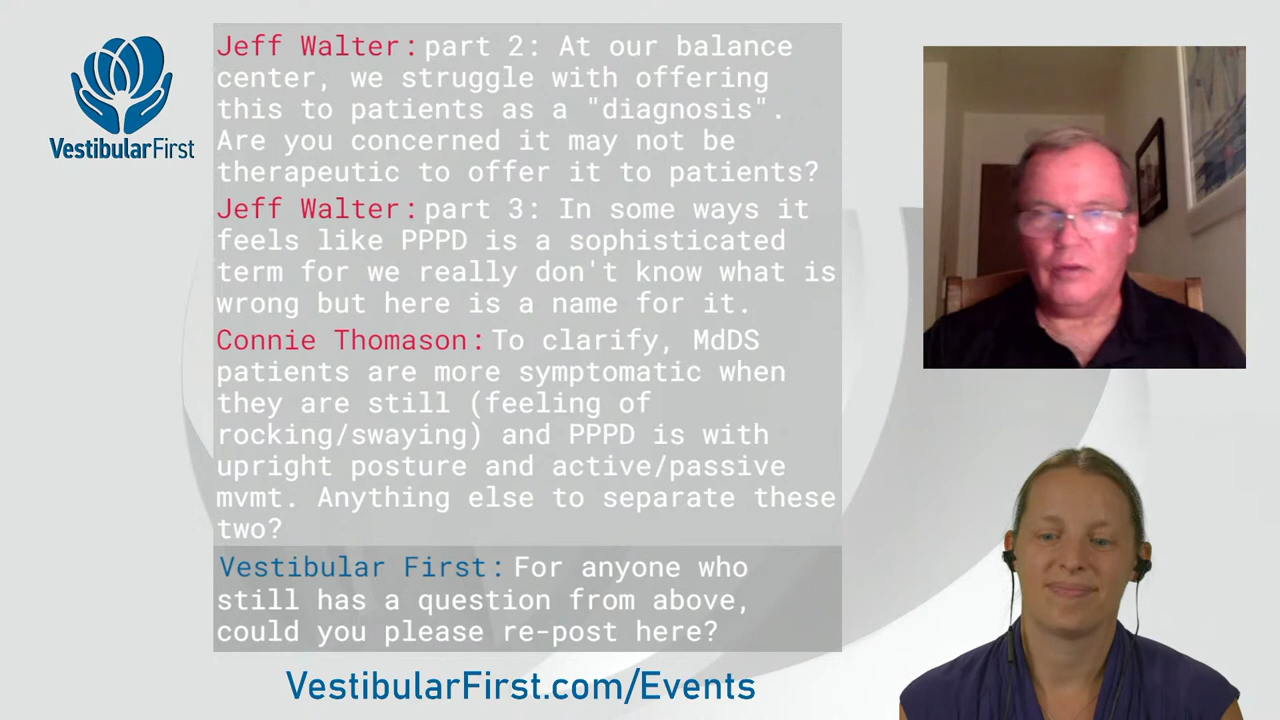 VestibularFirst
Jeff Walter: part 2: At our balance
center, we struggle with offering
this to patients as a "diagnosis".
Are you concerned it may not be
therapeutic to offer it to patients?
Jeff Walter: part 3: In some ways it
feels like PPPD is a sophisticated
term for we really don't know what is
wrong but here is a name for it.
Connie Thomason: To clarify, MdDS
patients are more symptomatic when
they are still (feeling of
rocking/swaying) and PPPD is with
upright posture and active/passive
mvmt. Anything else to separate these
two?
Vestibular First: For anyone who
still has a question from above,
could you please re-post here?
VestibularFirst.com/Events